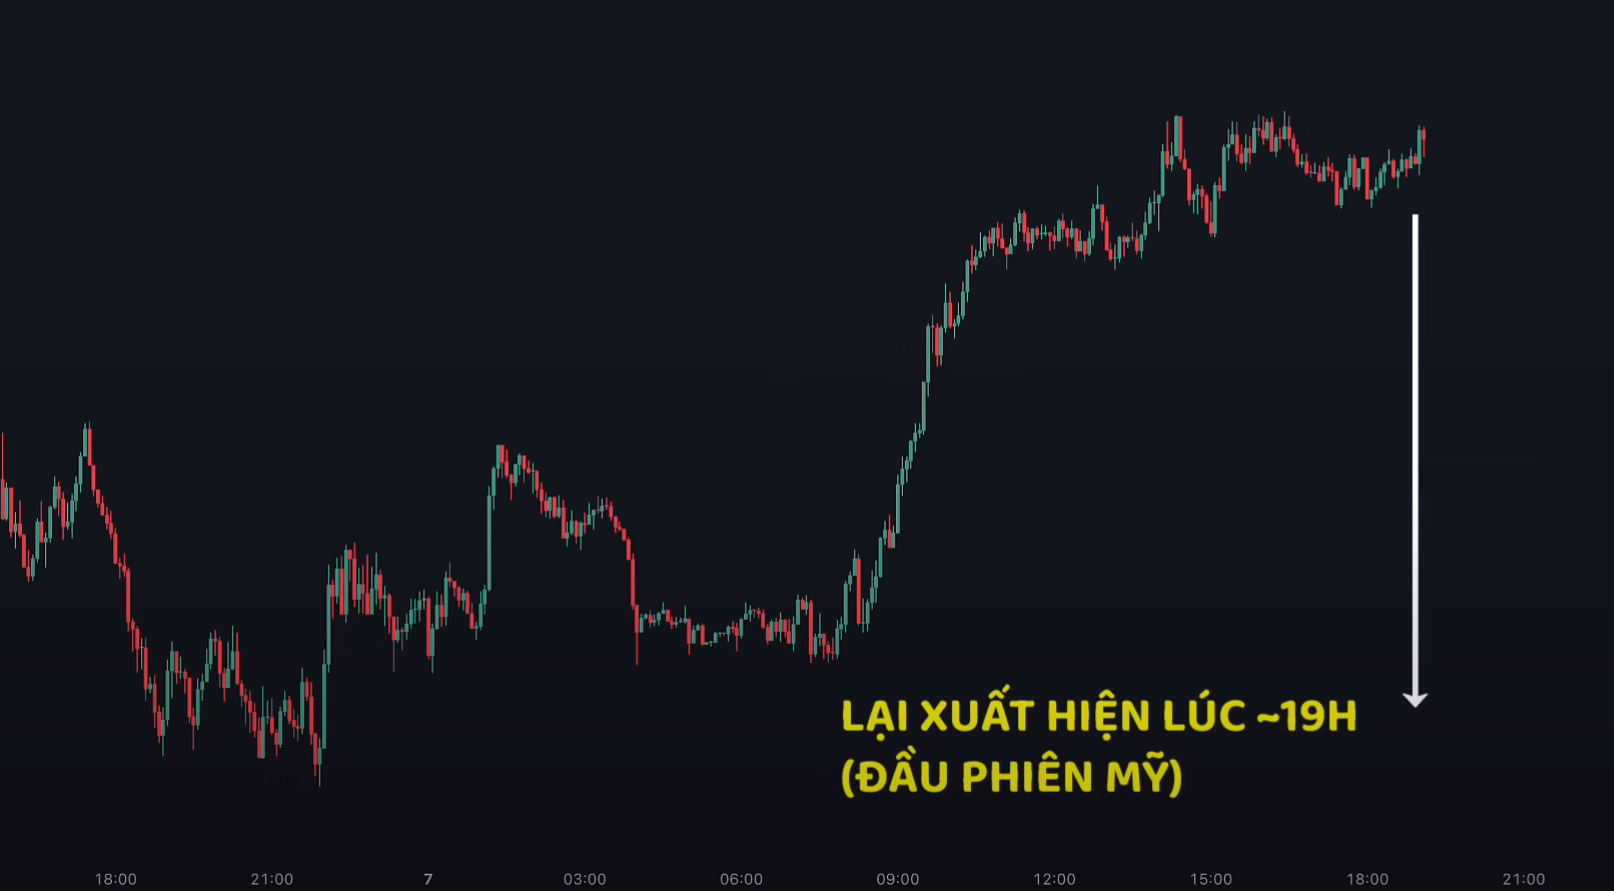 LẠI XUẤT HIỆN LÚC ~19H
(ĐẦU PHIÊN MỸ)
18:00 21:00 7 03:00 06:00 09:00 12:00 15:00 18:00 21:00